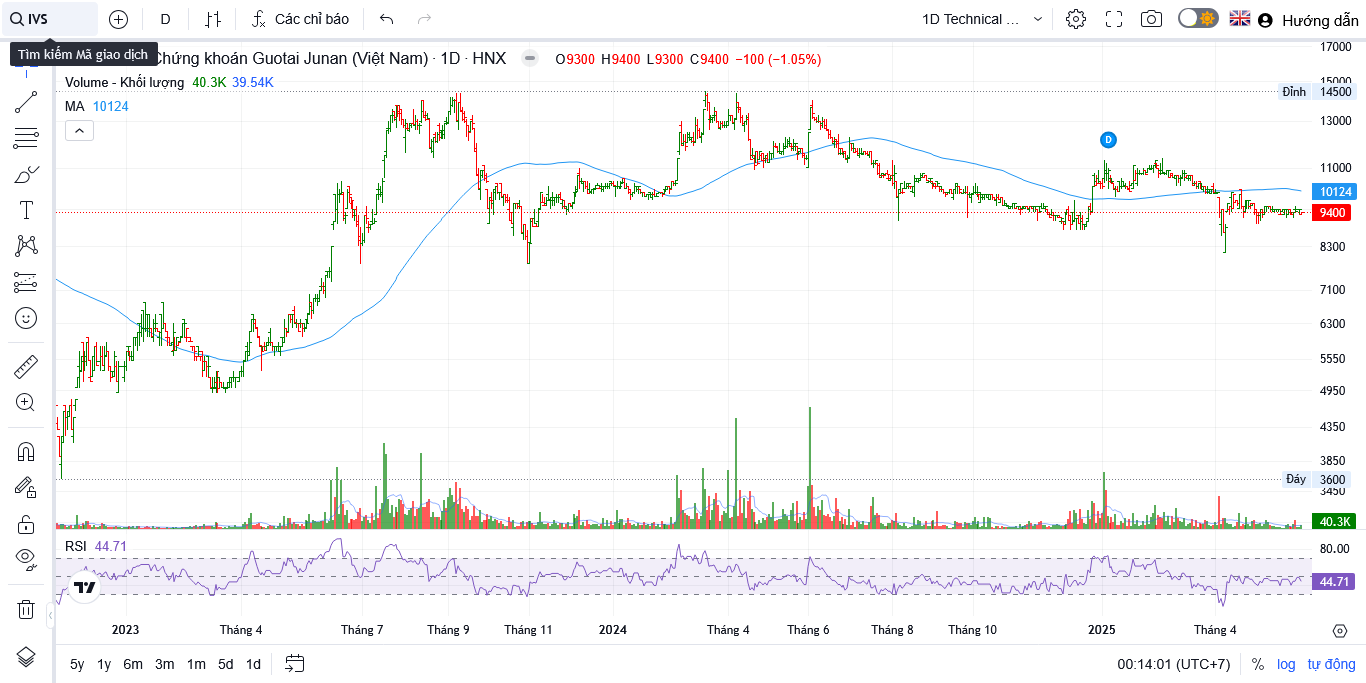 IVS D Các chỉ báo 1D Technical ... Hướng dẫn
Tìm kiếm Mã giao dịch
Chứng khoán Guotai Junan (Việt Nam) · 1D · HNX O9300 H9400 L9300 C9400 −100 (−1.05%)
Volume - Khối lượng 40.3K 39.54K
MA 10124
17000
15000
Đỉnh 14500
13000
D
11000
10124
9400
8300
7100
6300
5550
4950
4350
3850
Đáy 3600
3450
40.3K
RSI 44.71
80.00
44.71
2023 Tháng 4 Tháng 7 Tháng 9 Tháng 11 2024 Tháng 4 Tháng 6 Tháng 8 Tháng 10 2025 Tháng 4
5y 1y 6m 3m 1m 5d 1d 00:14:01 (UTC+7) % log tự động